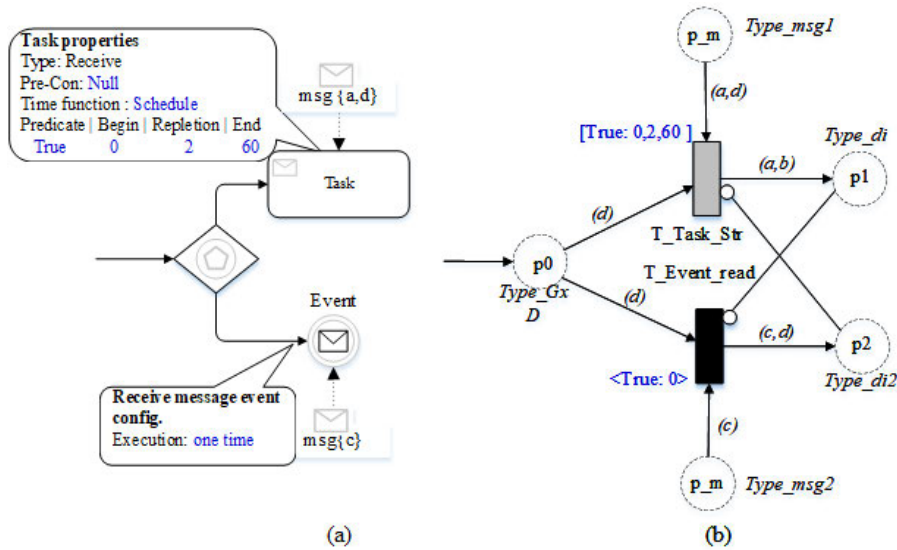 Task properties
Type: Receive
Pre-Con: Null
Time function : Schedule
Predicate | Begin | Repletion | End
True 0 2 60
msg{a,d}
Task
Event
Receive message event
config.
Execution: one time
msg{c}
(a)
p_m
Type_msg1
(a,d)
[True: 0,2,60 ]
Type_di
(a,b)
p1
(d)
T_Task_Str
p0
T_Event_read
Type_Gx
D
(d)
(c,d)
p2
<True: 0>
Type_di2
(c)
p_m
Type_msg2
(b)